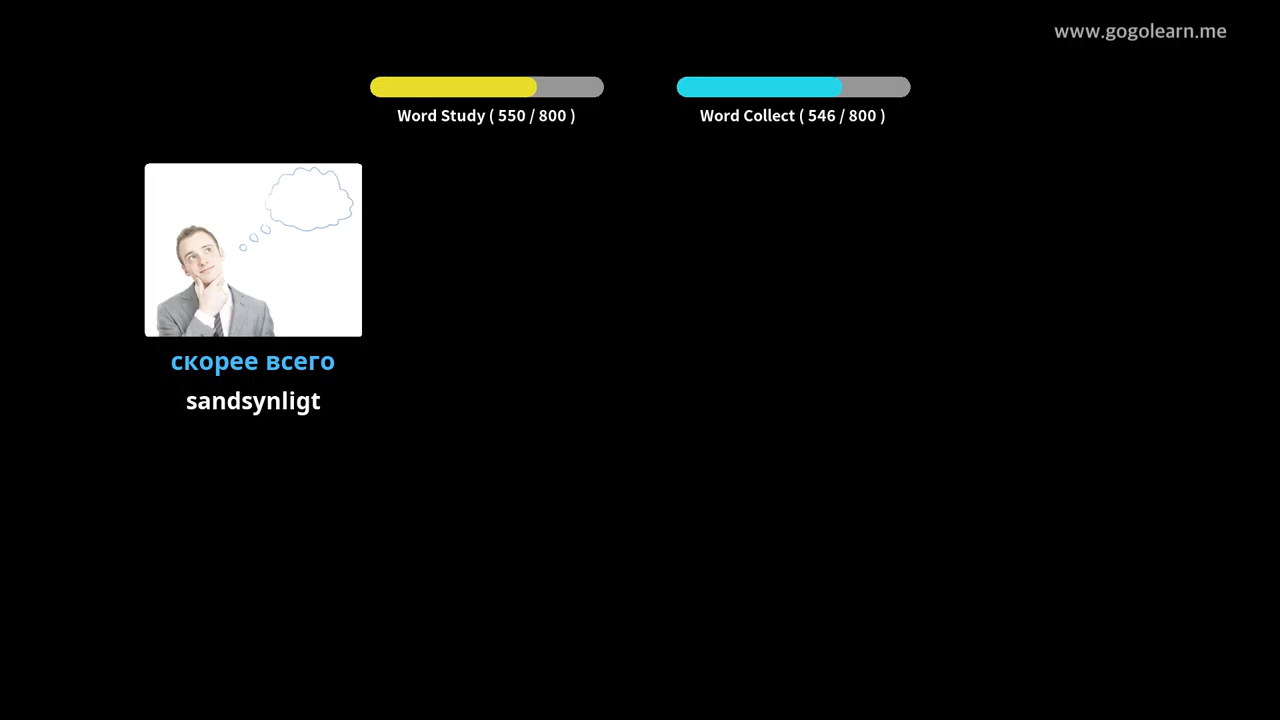 www.gogolearn.me
Word Study ( 550 / 800 )
Word Collect ( 546 / 800 )
скорее всего
sandsynligt